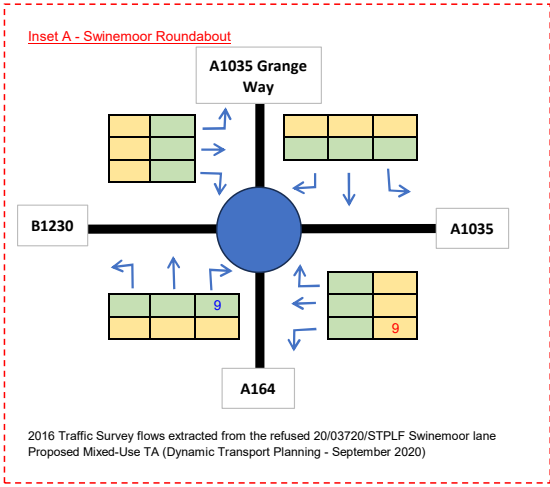 Inset A - Swinemoor Roundabout
A1035 Grange
Way
B1230
A1035
9
9
A164
2016 Traffic Survey flows extracted from the refused 20/03720/STPLF Swinemoor lane
Proposed Mixed-Use TA (Dynamic Transport Planning - September 2020)